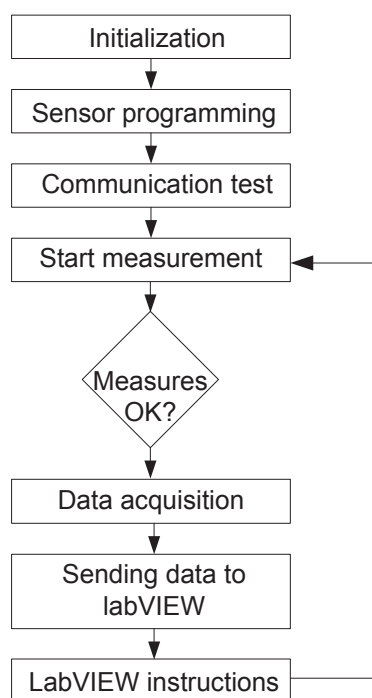 Initialization
Sensor programming
Communication test
Start measurement
Measures
OK?
Data acquisition
Sending data to
labVIEW
LabVIEW instructions